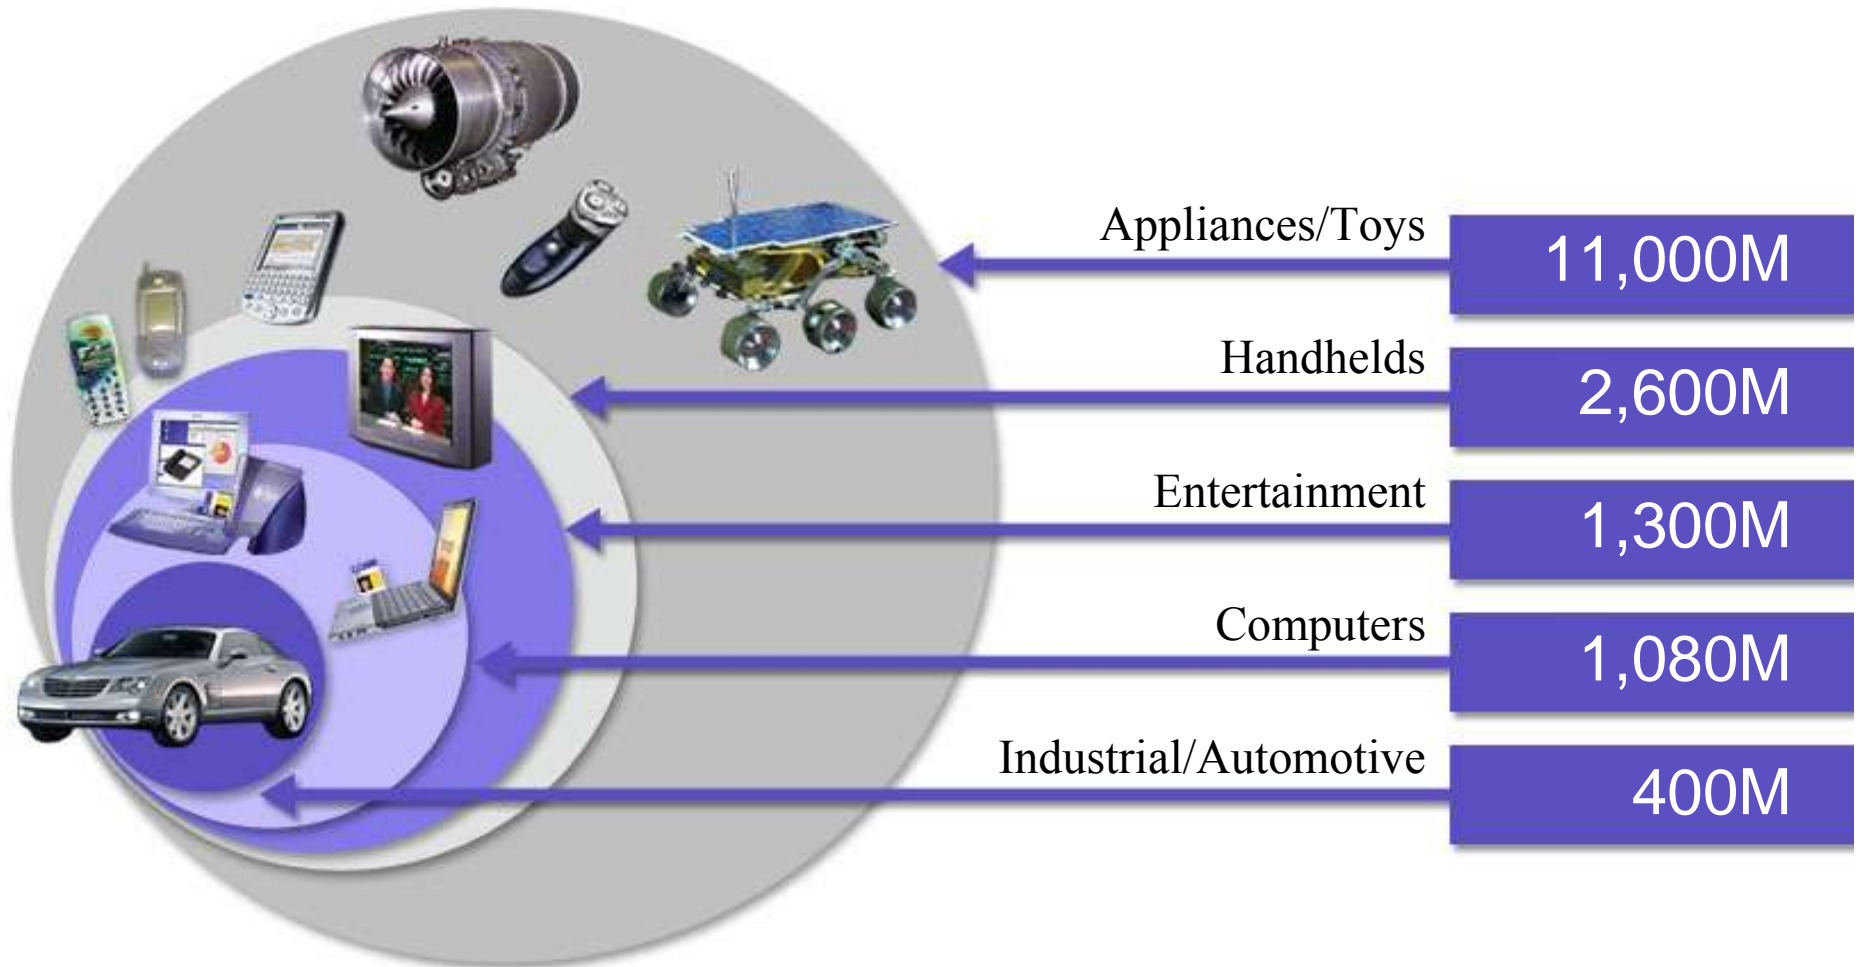 Appliances/Toys
11,000M
Handhelds
2,600M
Entertainment
1,300M
Computers
1,080M
Industrial/Automotive
400M